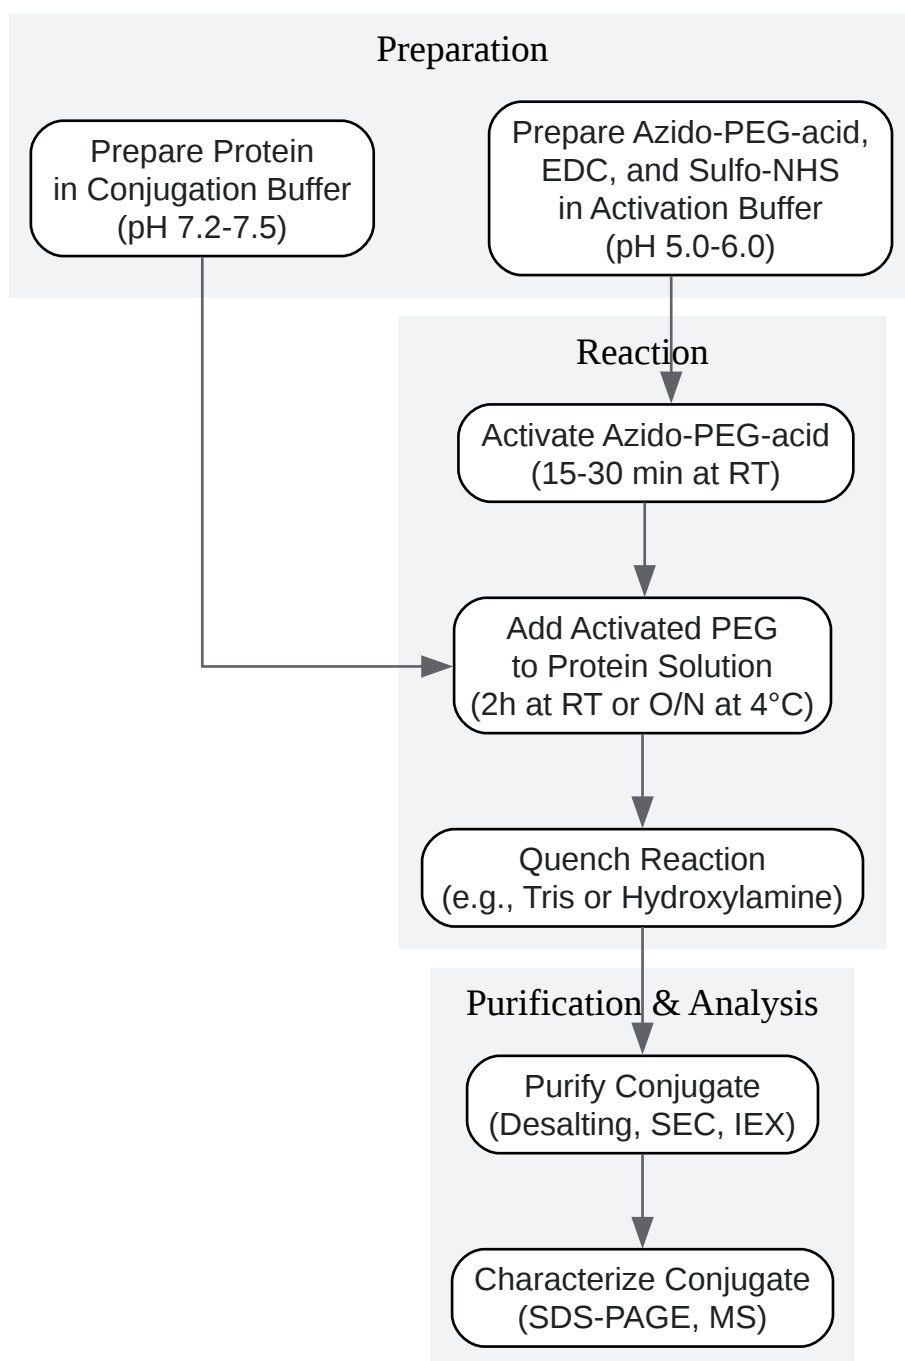 Preparation
Prepare Protein
in Conjugation Buffer
(pH 7.2-7.5)
Prepare Azido-PEG-acid,
EDC, and Sulfo-NHS
in Activation Buffer
(pH 5.0-6.0)
Reaction
Activate Azido-PEG-acid
(15-30 min at RT)
Add Activated PEG
to Protein Solution
(2h at RT or O/N at 4°C)
Quench Reaction
(e.g., Tris or Hydroxylamine)
Purification & Analysis
Purify Conjugate
(Desalting, SEC, IEX)
Characterize Conjugate
(SDS-PAGE, MS)